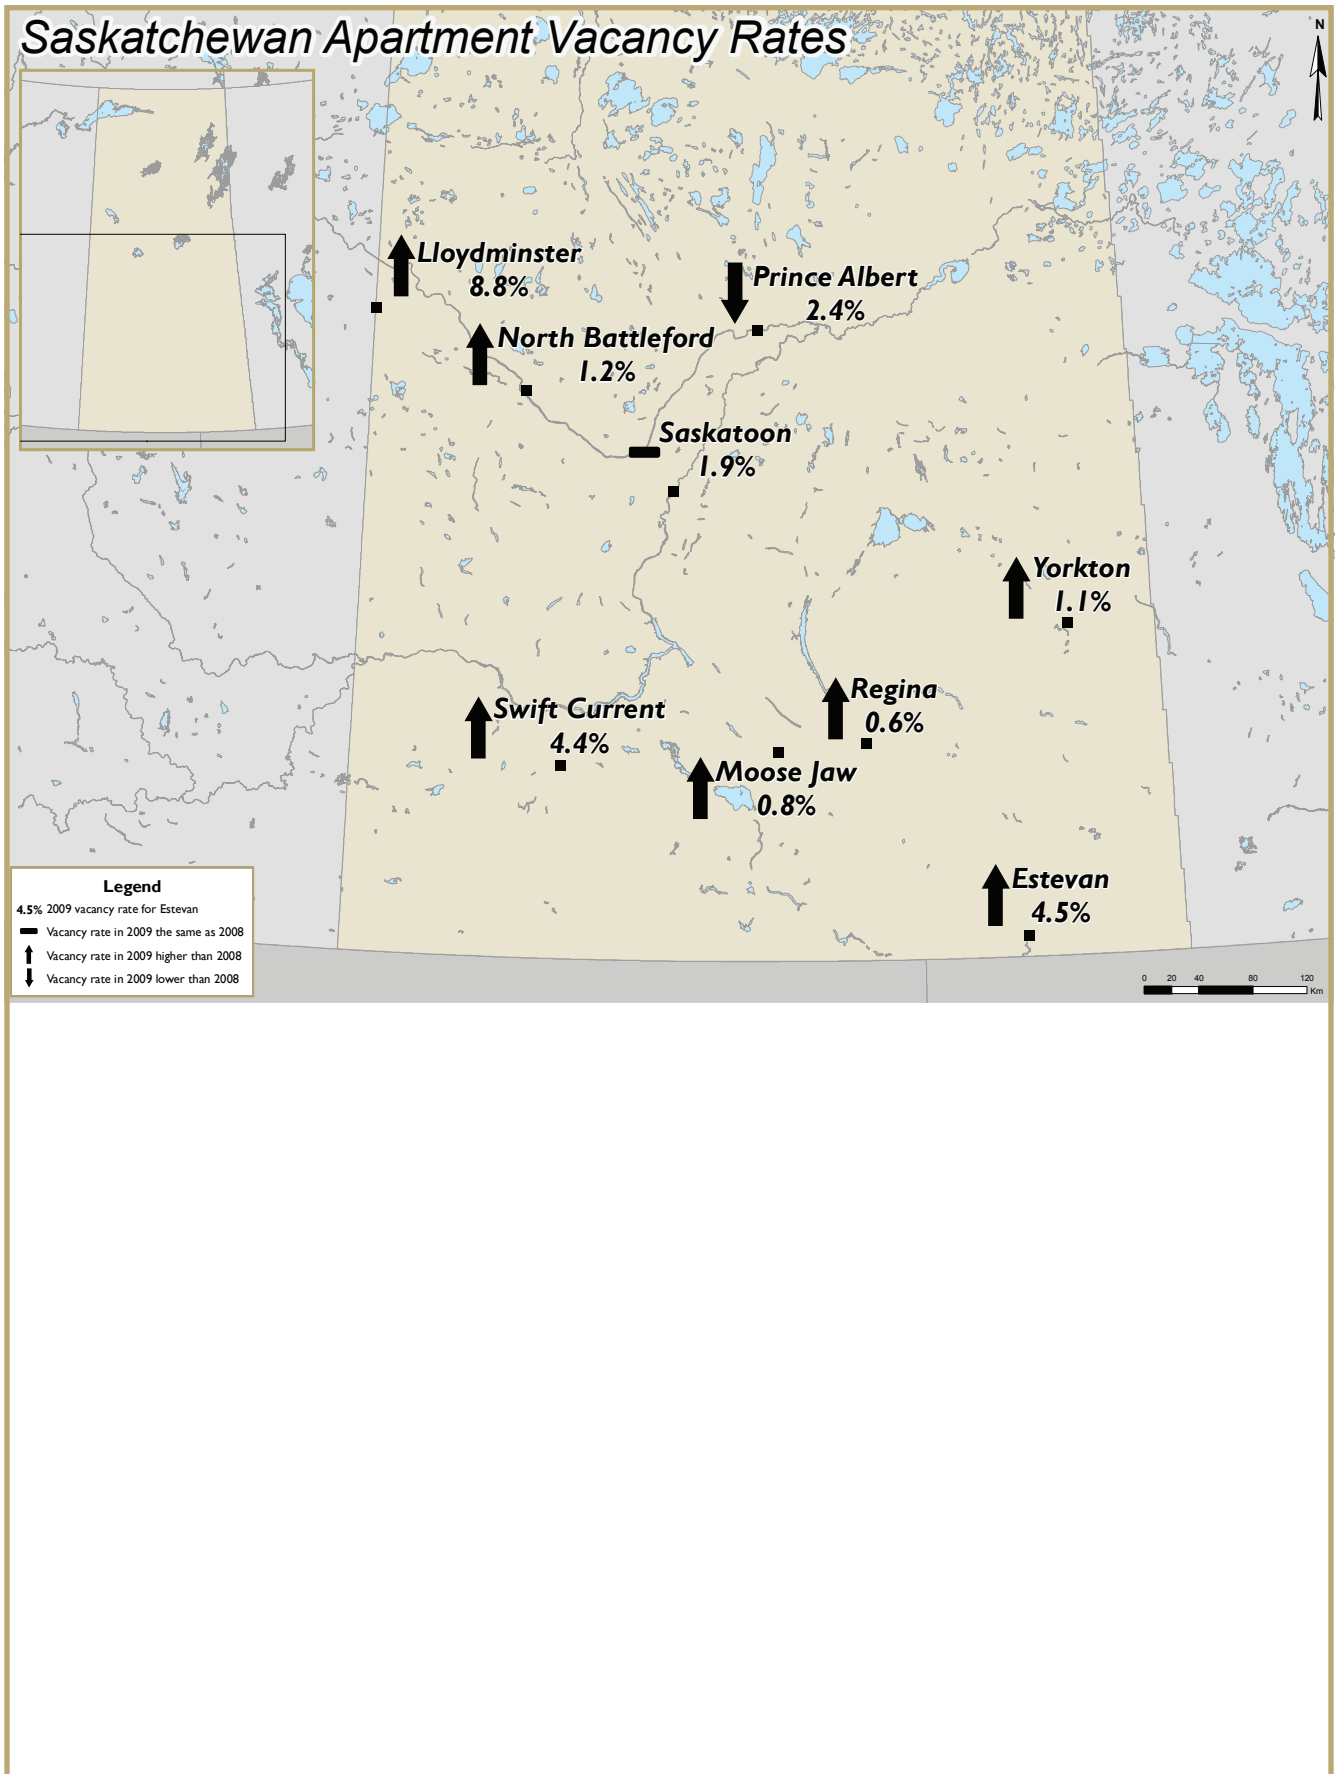 Saskatchewan Apartment Vacancy Rates
N
Lloydminster
8.8%
Prince Albert
2.4%
North Battleford
1.2%
Saskatoon
1.9%
Yorkton
1.1%
Regina
0.6%
Swift Current
4.4%
Moose Jaw
0.8%
Estevan
4.5%
Legend
4.5% 2009 vacancy rate for Estevan
Vacancy rate in 2009 the same as 2008
Vacancy rate in 2009 higher than 2008
Vacancy rate in 2009 lower than 2008
0 20 40 80 120
Km